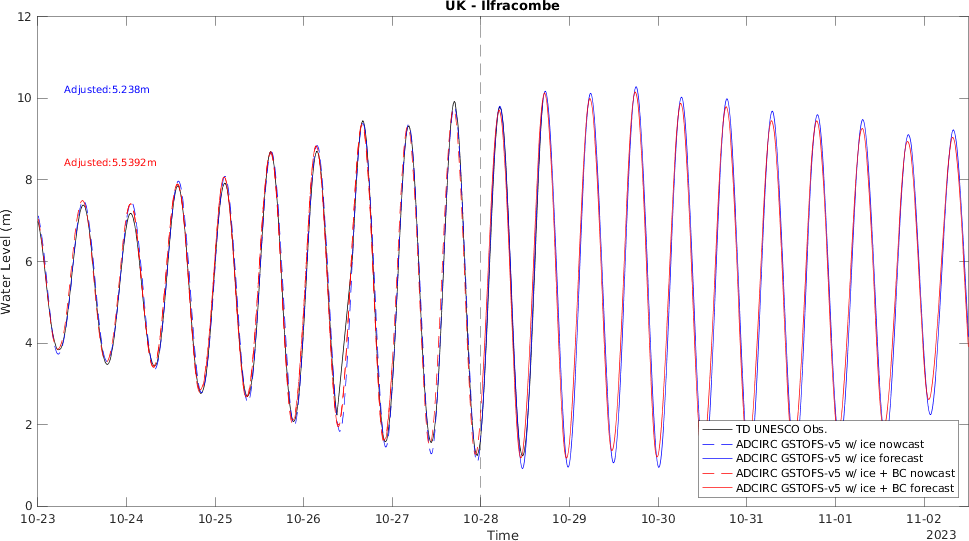 UK - Ilfracombe
12
10
8
6
4
2
0
Water Level (m)
Adjusted:5.238m
Adjusted:5.5392m
TD UNESCO Obs.
ADCIRC GSTOFS-v5 w/ ice nowcast
ADCIRC GSTOFS-v5 w/ ice forecast
ADCIRC GSTOFS-v5 w/ ice + BC nowcast
ADCIRC GSTOFS-v5 w/ ice + BC forecast
10-23 10-24 10-25 10-26 10-27 10-28 10-29 10-30 10-31 11-01 11-02
Time
2023